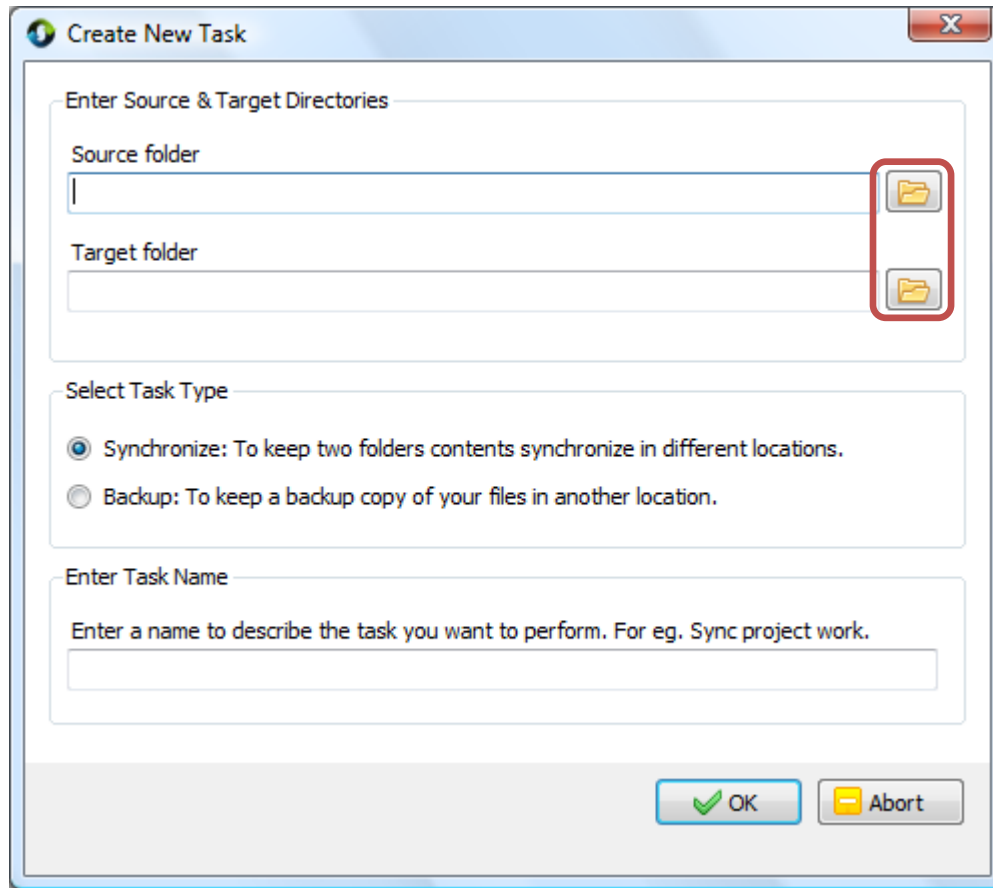 Create New Task
Enter Source & Target Directories
Source folder
Target folder
Select Task Type
Synchronize: To keep two folders contents synchronize in different locations.
Backup: To keep a backup copy of your files in another location.
Enter Task Name
Enter a name to describe the task you want to perform. For eg. Sync project work.
OK
Abort